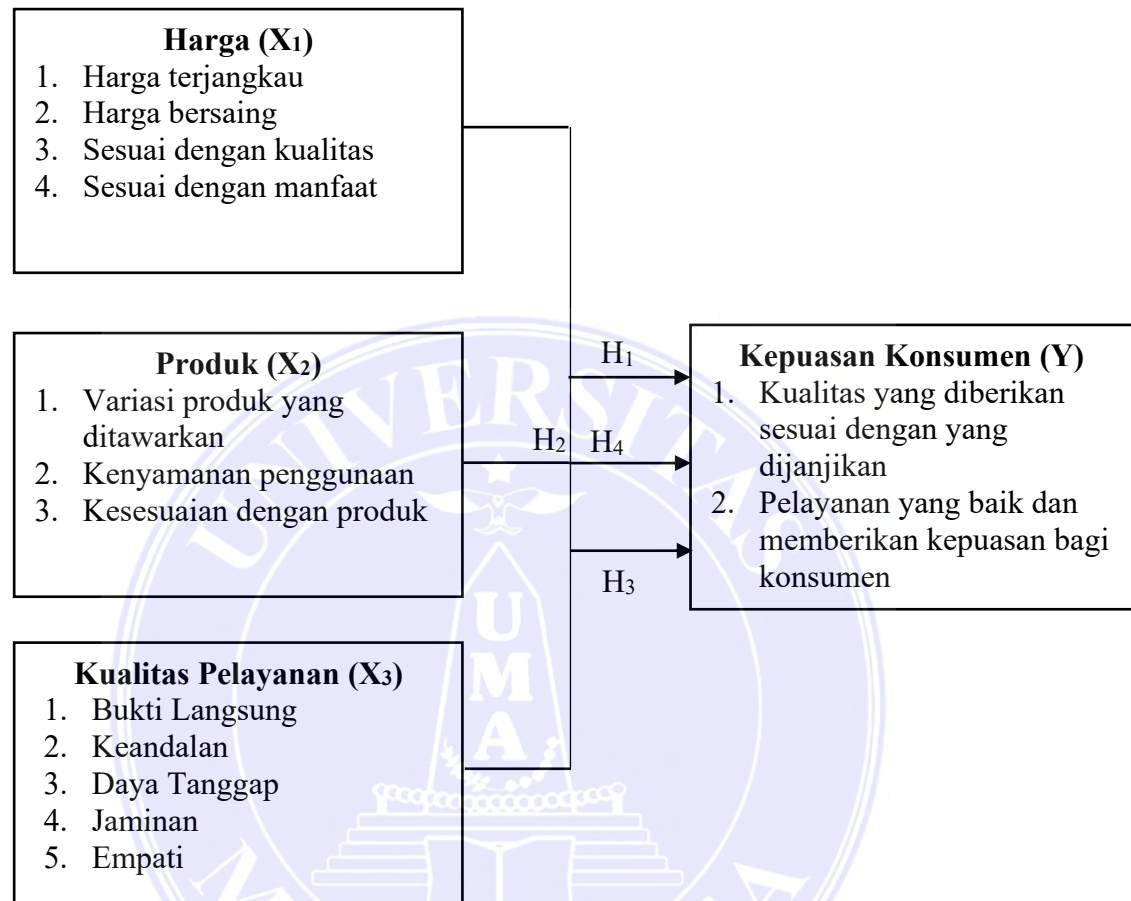 Harga (X1)
1. Harga terjangkau
2. Harga bersaing
3. Sesuai dengan kualitas
4. Sesuai dengan manfaat
Produk (X2)
1. Variasi produk yang
ditawarkan
2. Kenyamanan penggunaan
3. Kesesuaian dengan produk
Kualitas Pelayanan (X3)
1. Bukti Langsung
2. Keandalan
3. Daya Tanggap
4. Jaminan
5. Empati
H1
H2 H4
H3
Kepuasan Konsumen (Y)
1. Kualitas yang diberikan
sesuai dengan yang
dijanjikan
2. Pelayanan yang baik dan
memberikan kepuasan bagi
konsumen
UNIVERSITAS
UMA